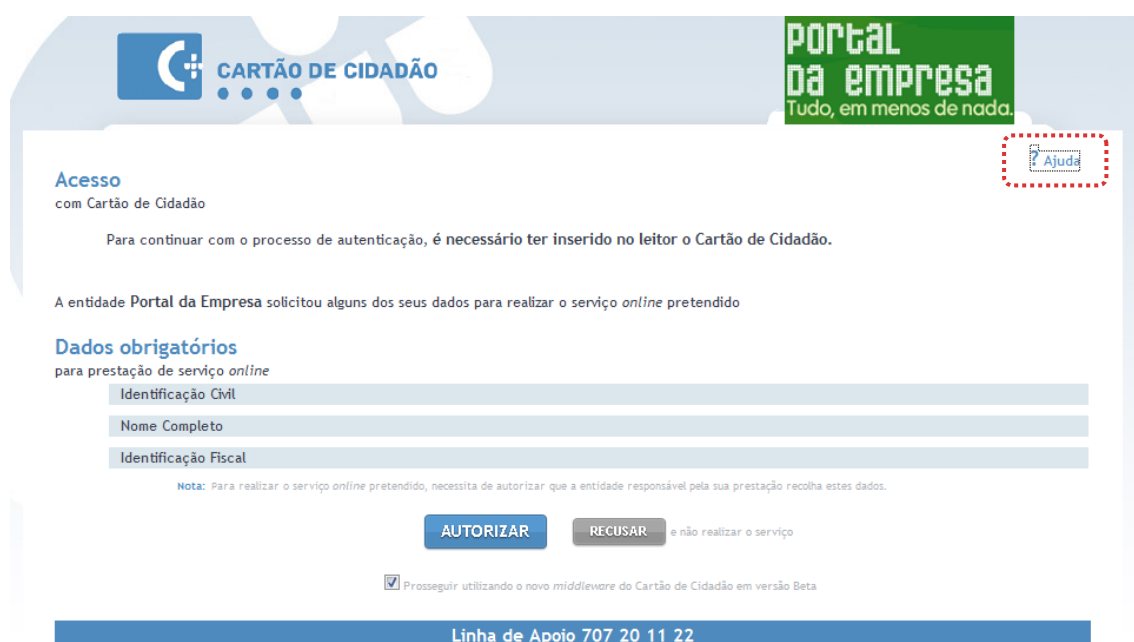 CARTÃO DE CIDADÃO
Portal
da empresa
Tudo, em menos de nada.
? Ajuda
Acesso
com Cartão de Cidadão
Para continuar com o processo de autenticação, é necessário ter inserido no leitor o Cartão de Cidadão.
A entidade Portal da Empresa solicitou alguns dos seus dados para realizar o serviço online pretendido
Dados obrigatórios
para prestação de serviço online
Identificação Civil
Nome Completo
Identificação Fiscal
Nota: Para realizar o serviço online pretendido, necessita de autorizar que a entidade responsável pela sua prestação recolha estes dados.
AUTORIZAR RECUSAR e não realizar o serviço
Prosseguir utilizando o novo middleware do Cartão de Cidadão em versão Beta
Linha de Apoio 707 20 11 22